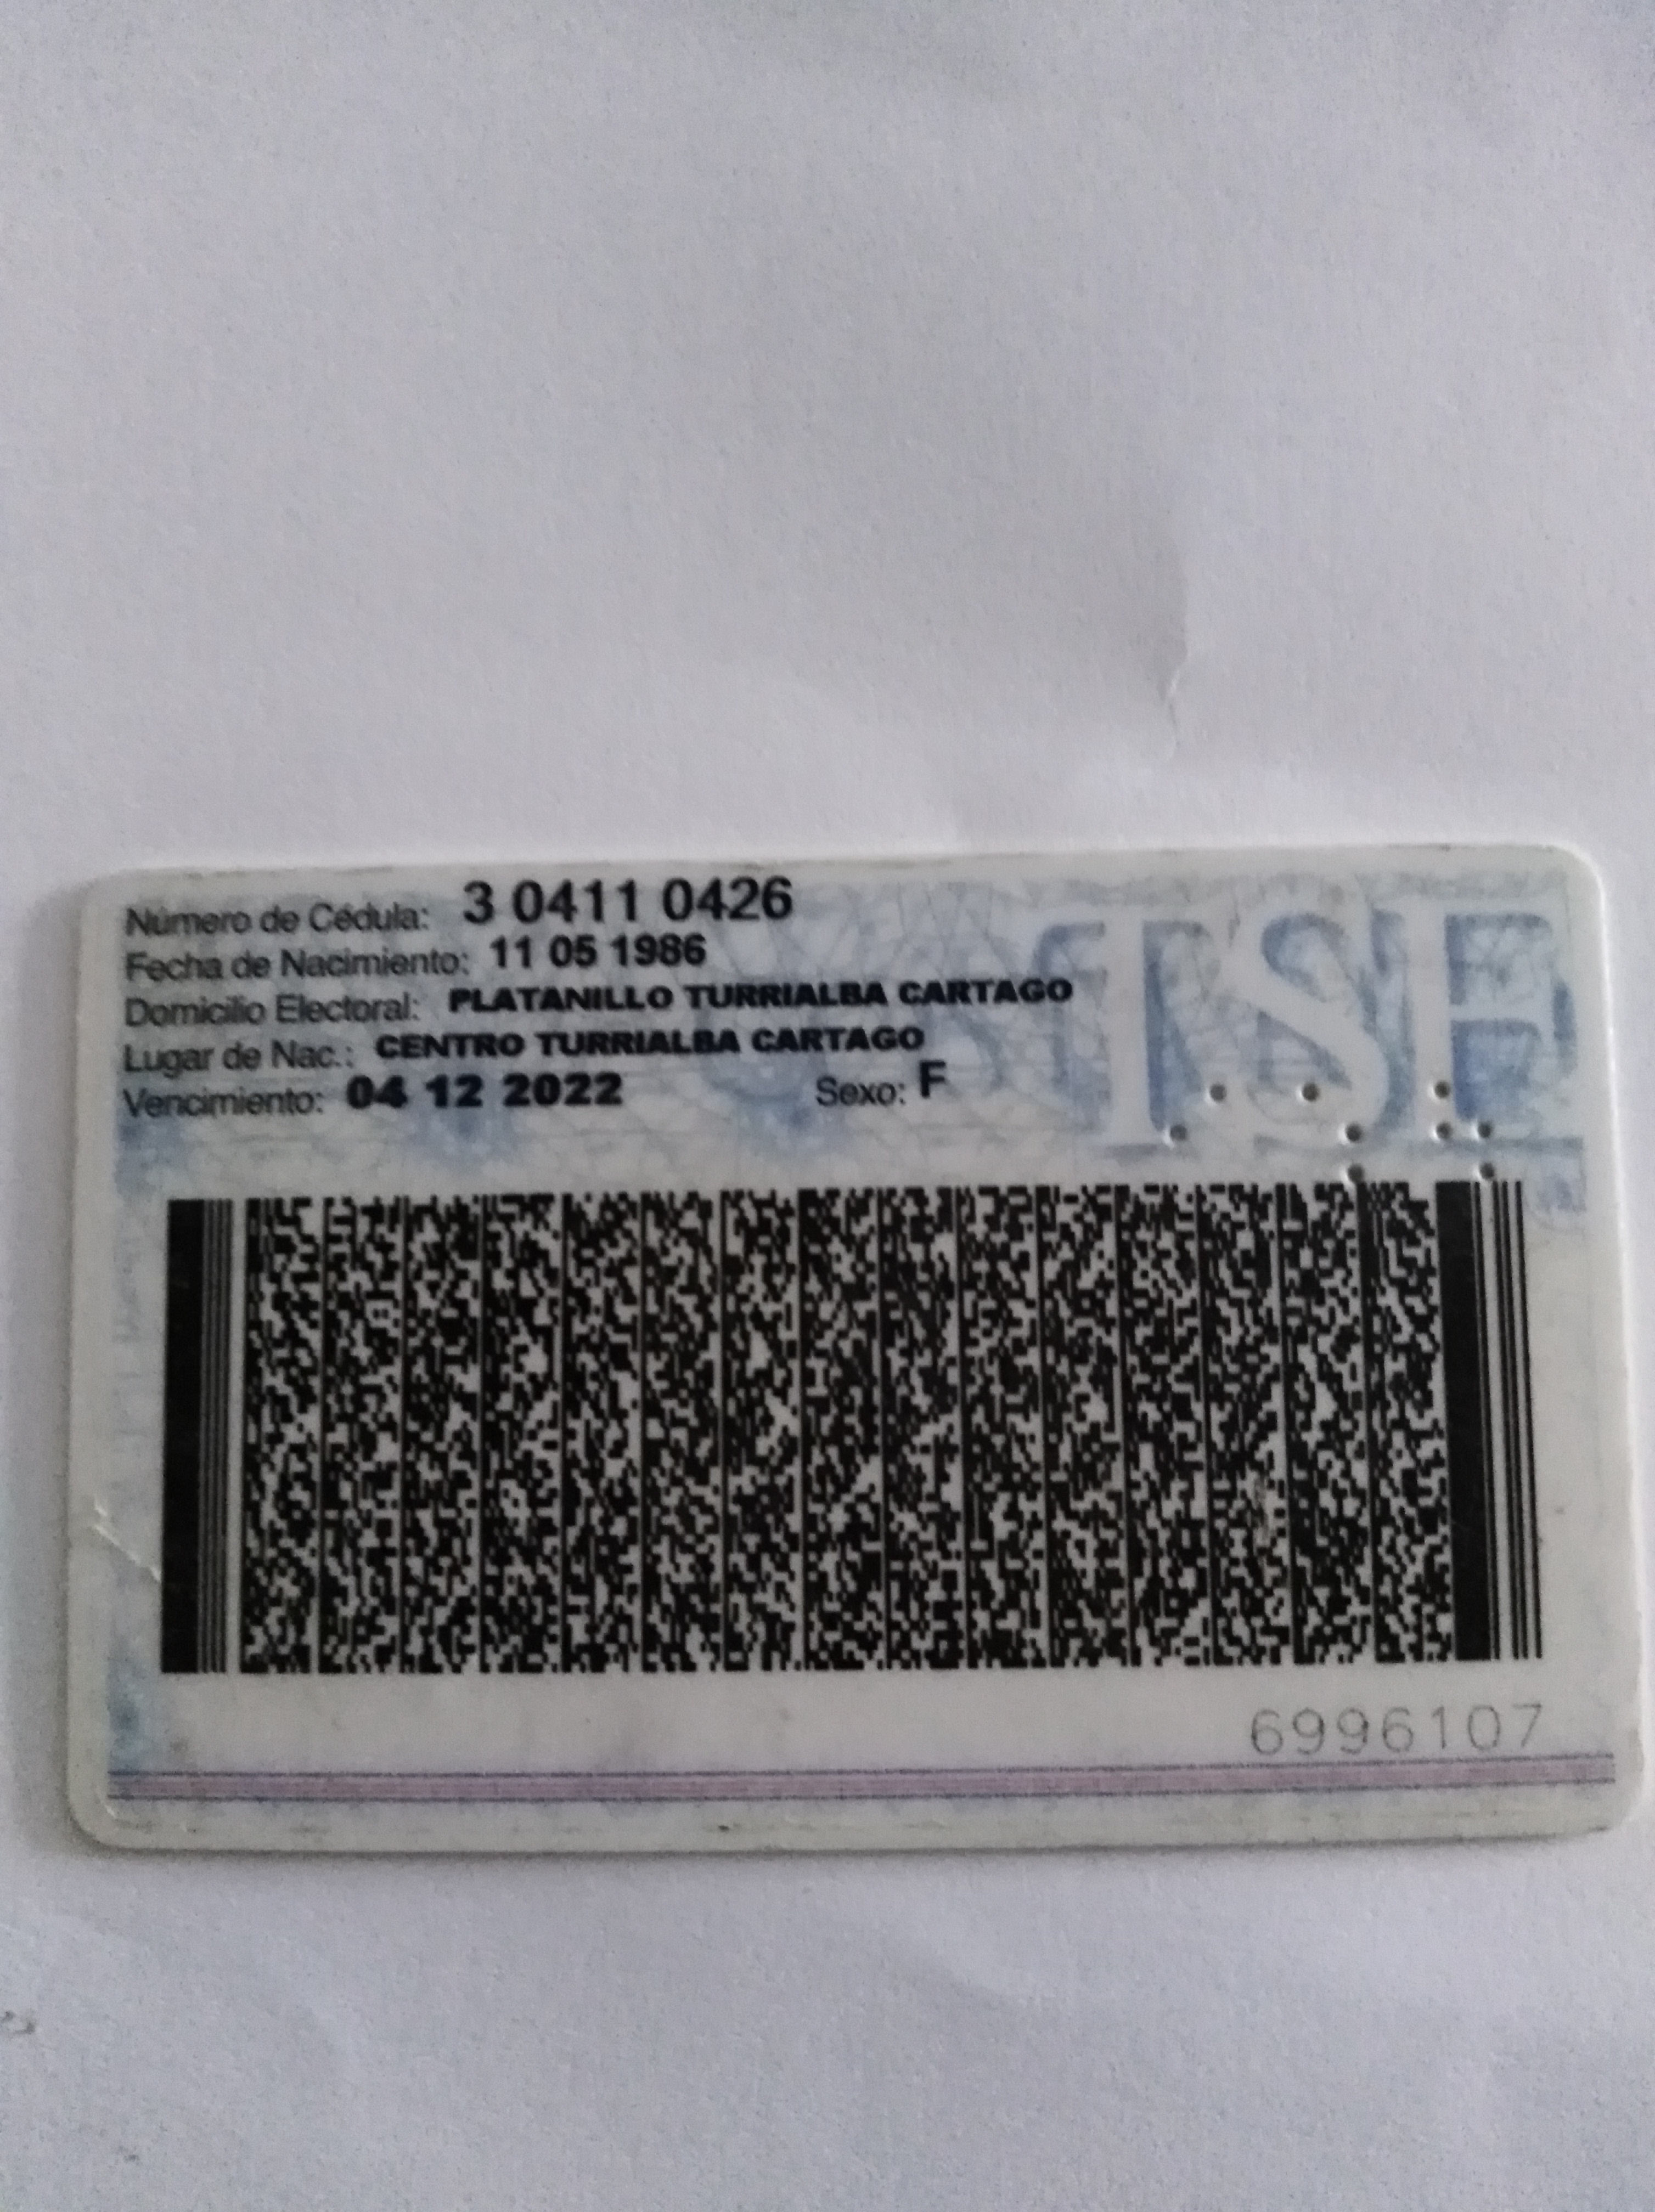 Número de Cédula: 3 0411 0426
Fecha de Nacimiento: 11 05 1986
Domicilio Electoral: PLATANILLO TURRIALBA CARTAGO
Lugar de Nac.: CENTRO TURRIALBA CARTAGO
Vencimiento: 04 12 2022 Sexo: F
TSE
6996107